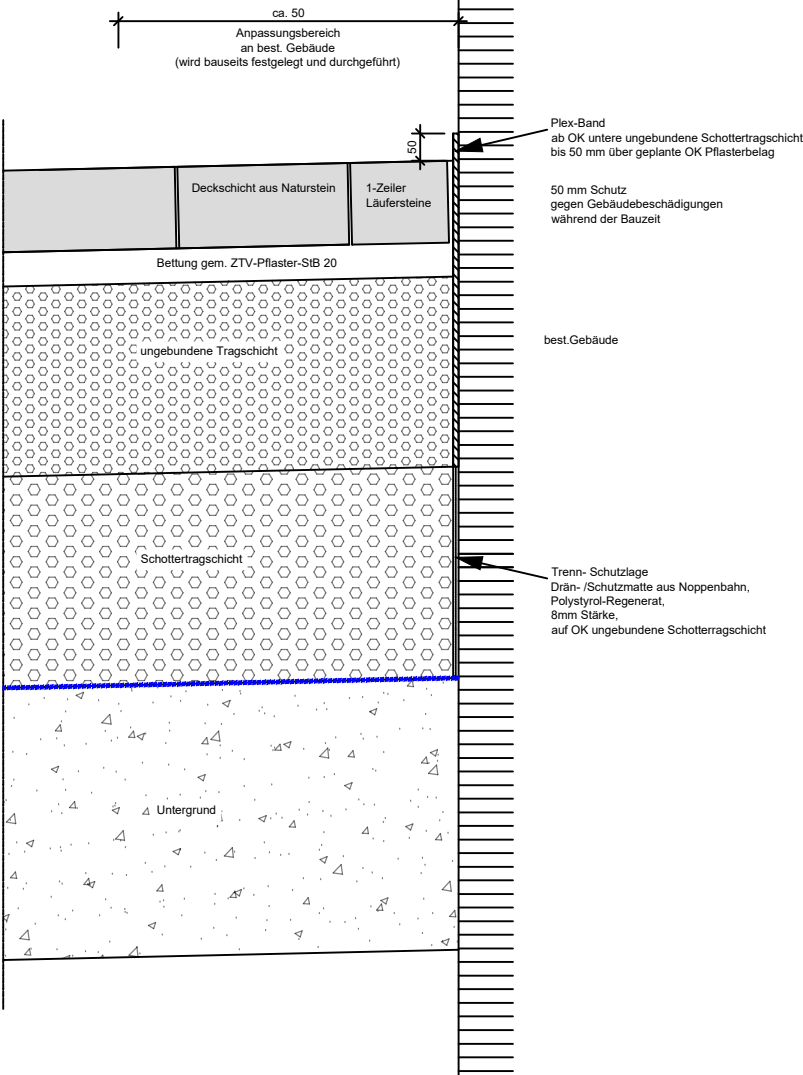 ca. 50
Anpassungsbereich
an best. Gebäude
(wird bauseits festgelegt und durchgeführt)
Plex-Band
ab OK untere ungebundene Schottertragschicht
bis 50 mm über geplante OK Pflasterbelag
50
50 mm Schutz
gegen Gebäudebeschädigungen
während der Bauzeit
Deckschicht aus Naturstein
1-Zeiler
Läufersteine
Bettung gem. ZTV-Pflaster-StB 20
best.Gebäude
ungebundene Tragschicht
Schottertragschicht
Trenn- Schutzlage
Drän- /Schutzmatte aus Noppenbahn,
Polystyrol-Regenerat,
8mm Stärke,
auf OK ungebundene Schotterragschicht
Untergrund